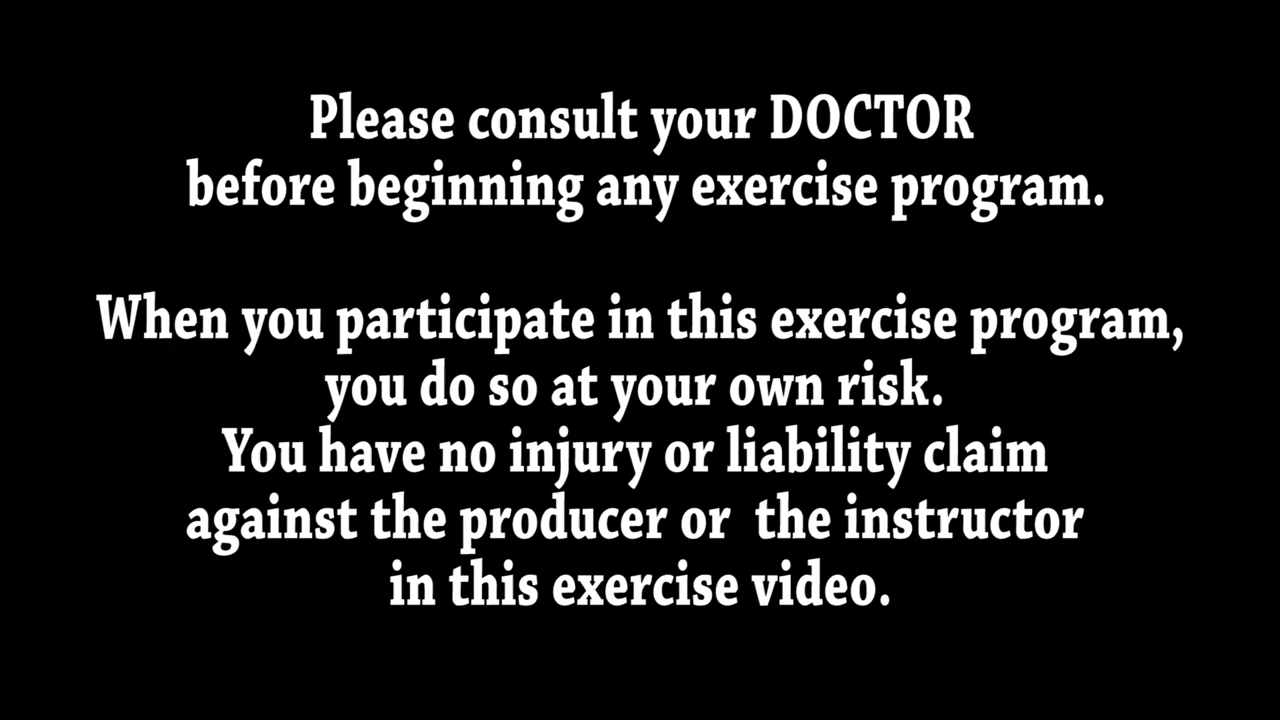 Please consult your DOCTOR
before beginning any exercise program.
When you participate in this exercise program,
you do so at your own risk.
You have no injury or liability claim
against the producer or  the instructor
in this exercise video.